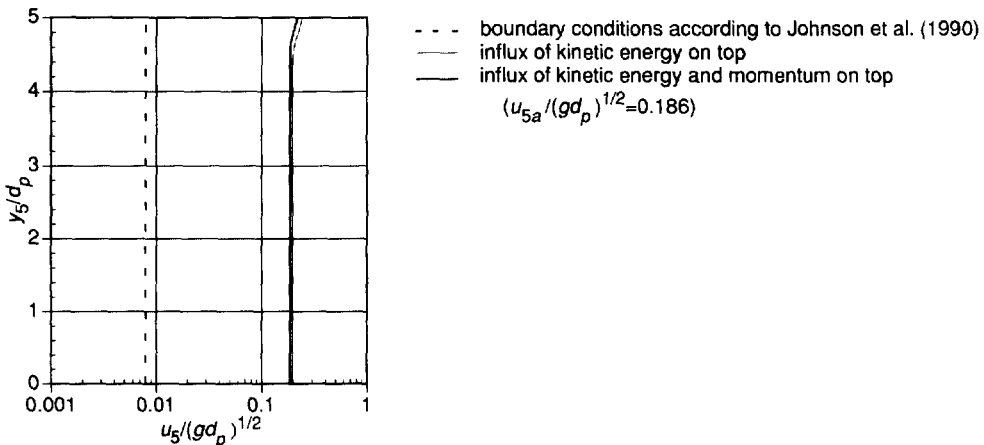 5
4
3
2
1
0
y5/dp
0.001
0.01
0.1
1
u5/(gdp)1/2
boundary conditions according to Johnson et al. (1990)
influx of kinetic energy on top
influx of kinetic energy and momentum on top
(u5a/(gdp)1/2=0.186)